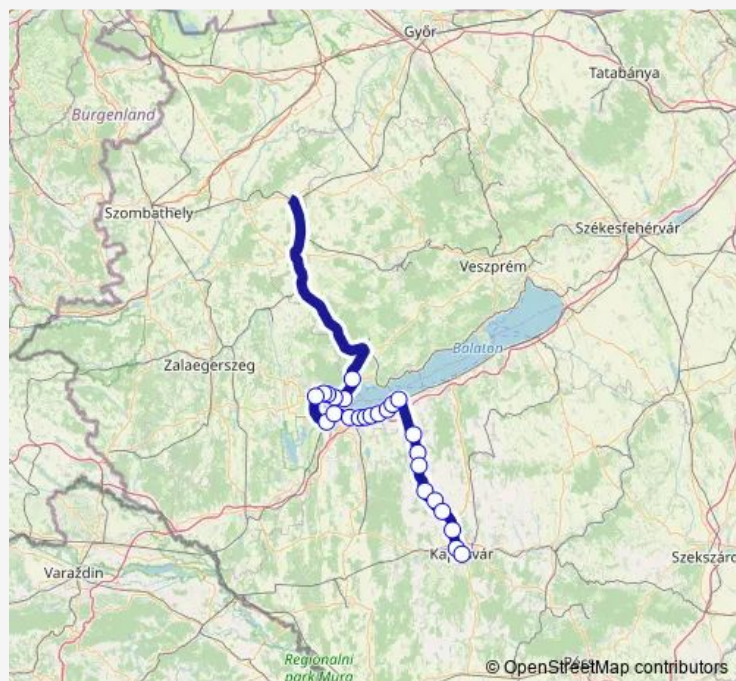 Győr
Tatabánya
Burgenland
Szombathely
Székesfehérvár
Veszprém
Balaton
Zalaegerszeg
Szekszárd
Varaždin
Regionalni
park Mura
© OpenStreetMap contributors